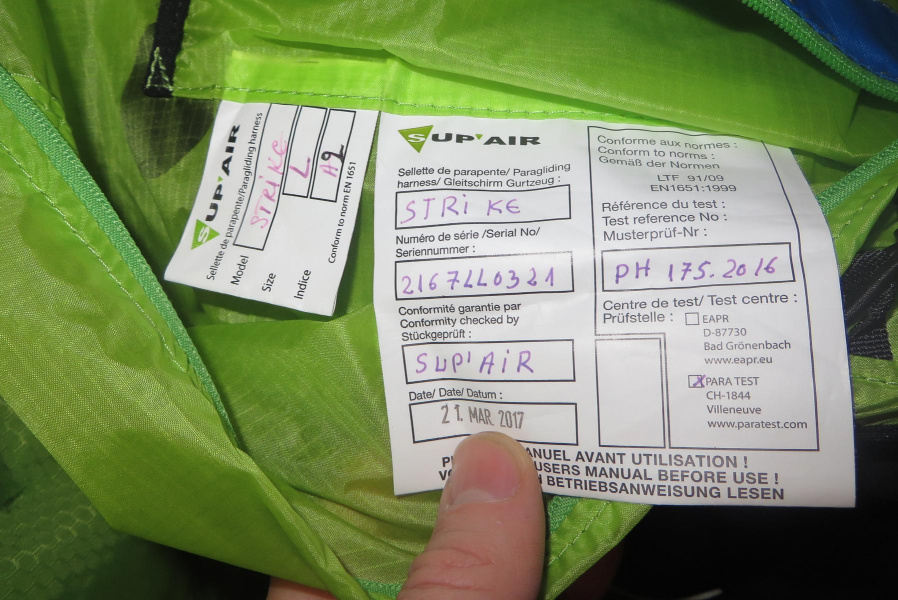 SUP'AIR
Sellette de parapente/Paragliding harness
Model STRIKE
Size L
Indice A2
Conform to norm EN 1651
SUP'AIR
Sellette de parapente/ Paragliding
harness/ Gleitschirm Gurtzeug :
STRIKE
Numéro de série /Serial No/
Seriennummer :
2167LL0321
Conformité garantie par
Conformity checked by
Stückgeprüft :
SUP'AIR
Date/ Date/ Datum :
21. MAR 2017
Conforme aux normes :
Conform to norms :
Gemäß der Normen
LTF 91/09
EN1651:1999
Référence du test :
Test reference No :
Musterprüf-Nr :
PH 175.2016
Centre de test/ Test centre :
Prüfstelle :
EAPR
D-87730
Bad Grönenbach
www.eapr.eu
X PARA TEST
CH-1844
Villeneuve
www.paratest.com
ANUEL AVANT UTILISATION !
USERS MANUAL BEFORE USE !
BETRIEBSANWEISUNG LESEN